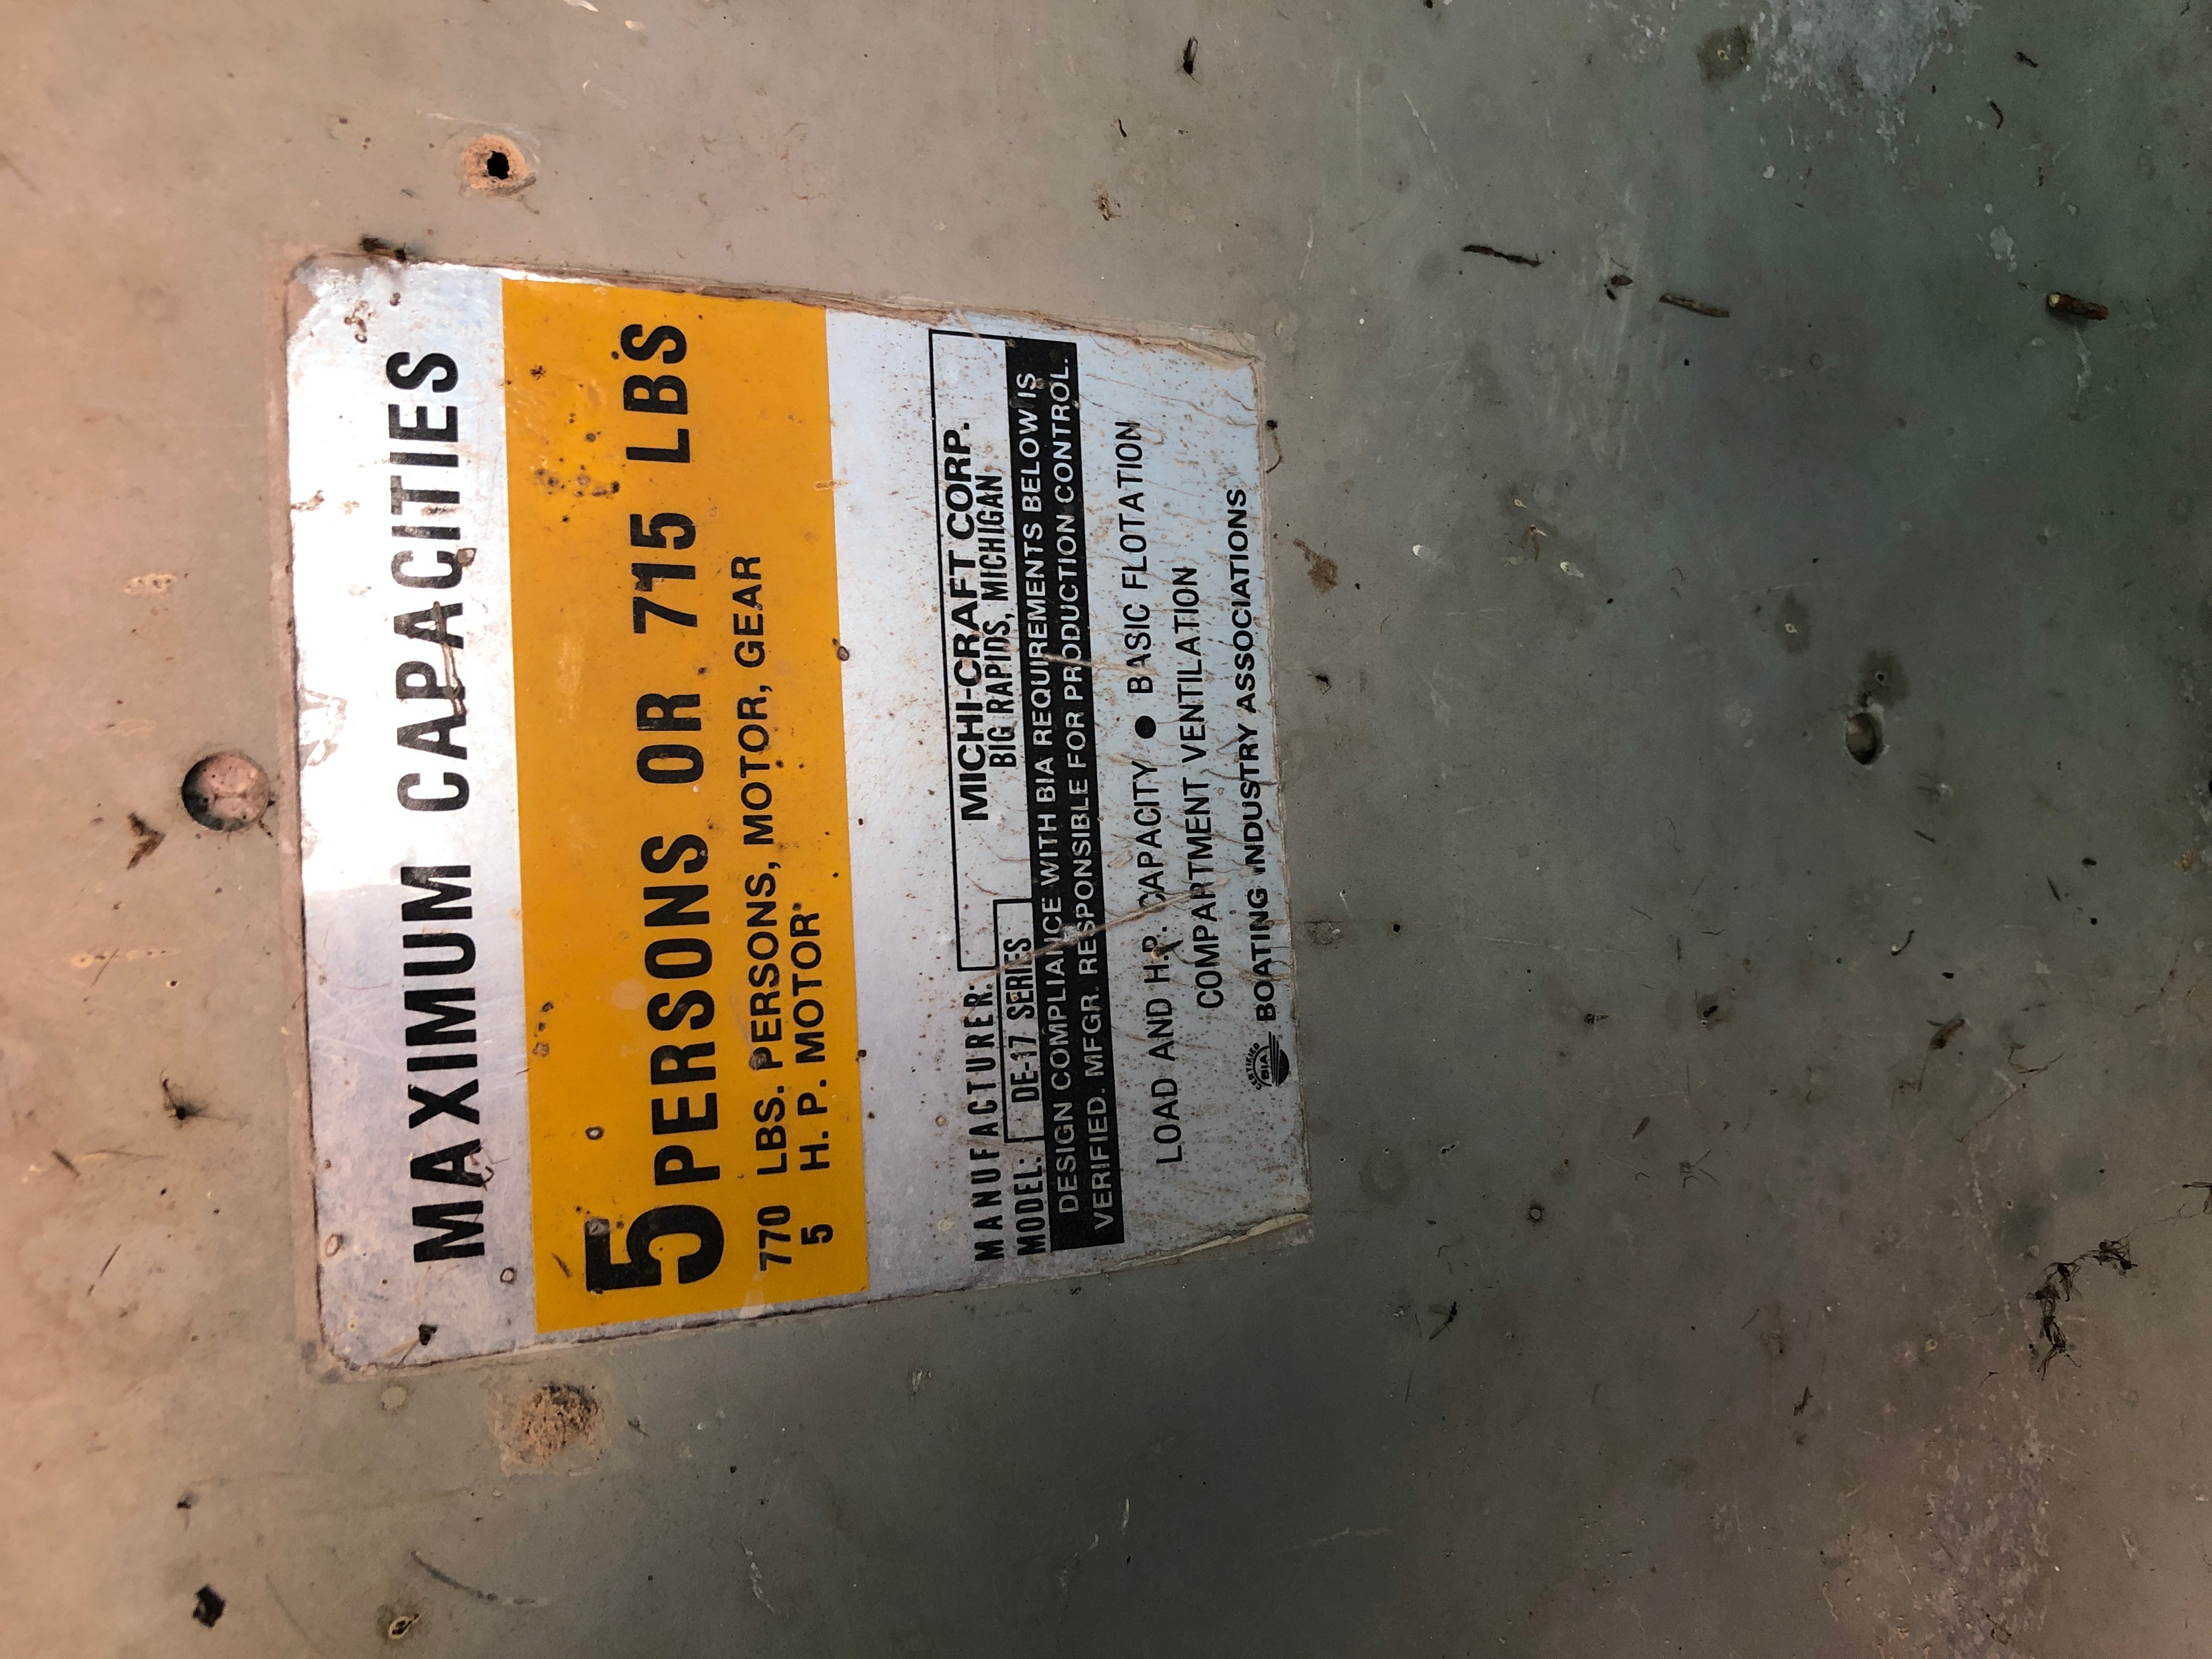 MAXIMUM CAPACITIES
5 PERSONS OR 715 LBS
770 LBS. PERSONS, MOTOR, GEAR
5 H. P. MOTOR
MANUFACTURER: MICHI-CRAFT CORP.
BIG RAPIDS, MICHIGAN
MODEL: DE-17 SERIES
DESIGN COMPLIANCE WITH BIA REQUIREMENTS BELOW IS
VERIFIED. MFGR. RESPONSIBLE FOR PRODUCTION CONTROL.
LOAD AND H.P. CAPACITY ● BASIC FLOTATION
COMPARTMENT VENTILATION
CERTIFIED BIA BOATING INDUSTRY ASSOCIATIONS